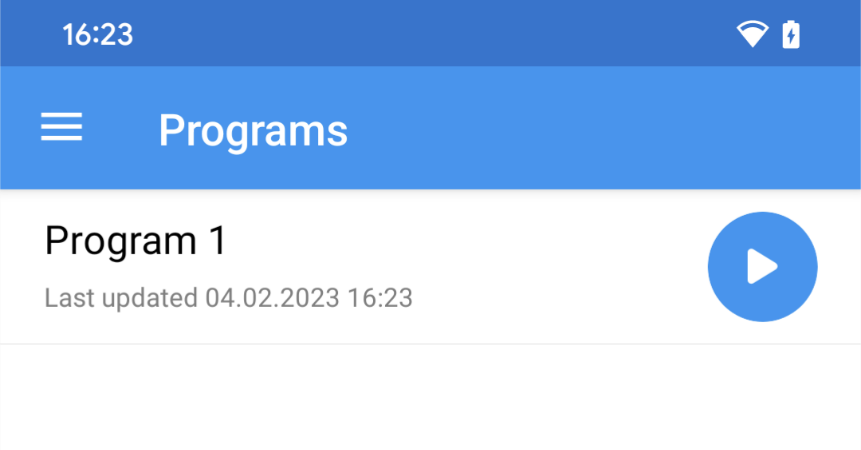 16:23
Programs
Program 1
Last updated 04.02.2023 16:23